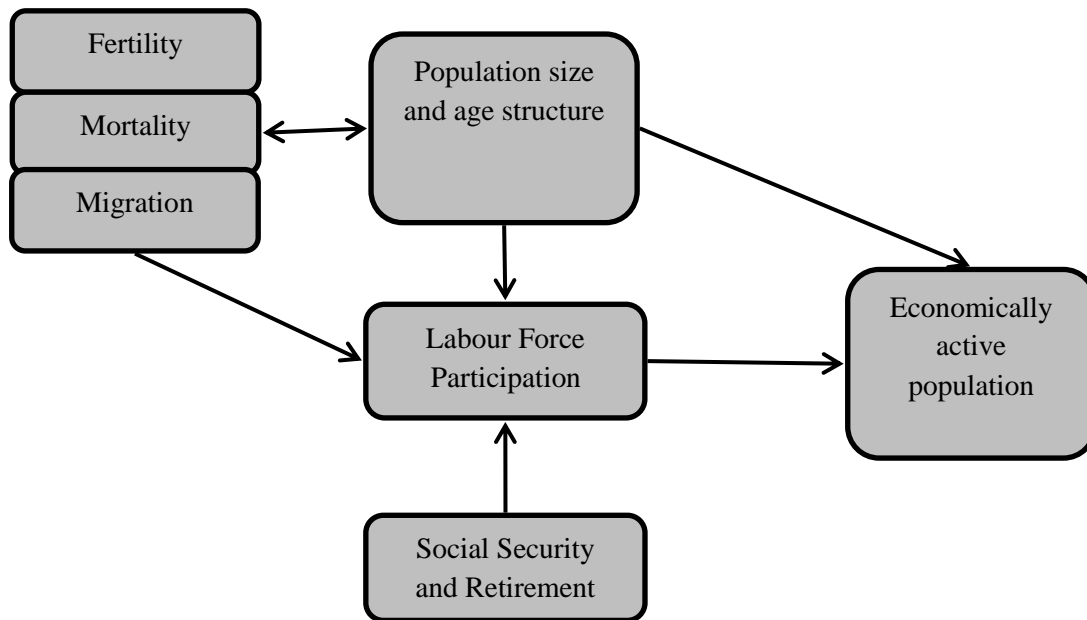 Fertility
Mortality
Migration
Population size
and age structure
Labour Force
Participation
Social Security
and Retirement
Economically
active
population